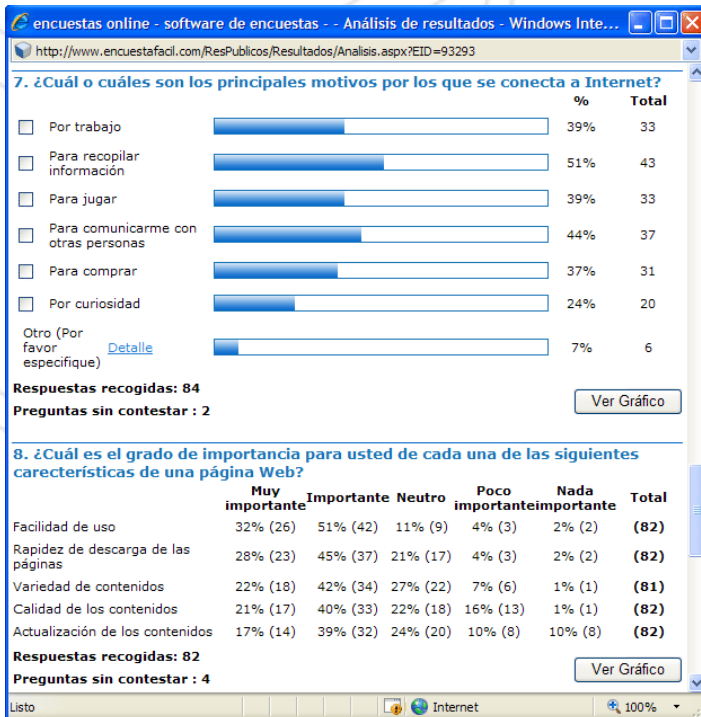 encuestas online - software de encuestas - - Análisis de resultados - Windows Inte...
http://www.encuestafacil.com/ResPublicos/Resultados/Analisis.aspx?EID=93293
7. ¿Cuál o cuáles son los principales motivos por los que se conecta a Internet?
% Total
Por trabajo 39% 33
Para recopilar
información 51% 43
Para jugar 39% 33
Para comunicarme con
otras personas 44% 37
Para comprar 37% 31
Por curiosidad 24% 20
Otro (Por
favor Detalle 7% 6
especifique)
Respuestas recogidas: 84
Ver Gráfico
Preguntas sin contestar : 2
8. ¿Cuál es el grado de importancia para usted de cada una de las siguientes
carecterísticas de una página Web?
Muy Poco Nada
importante Importante Neutro importante importante Total
Facilidad de uso 32% (26) 51% (42) 11% (9) 4% (3) 2% (2) (82)
Rapidez de descarga de las
páginas 28% (23) 45% (37) 21% (17) 4% (3) 2% (2) (82)
Variedad de contenidos 22% (18) 42% (34) 27% (22) 7% (6) 1% (1) (81)
Calidad de los contenidos 21% (17) 40% (33) 22% (18) 16% (13) 1% (1) (82)
Actualización de los contenidos 17% (14) 39% (32) 24% (20) 10% (8) 10% (8) (82)
Respuestas recogidas: 82
Ver Gráfico
Preguntas sin contestar : 4
Listo Internet 100%